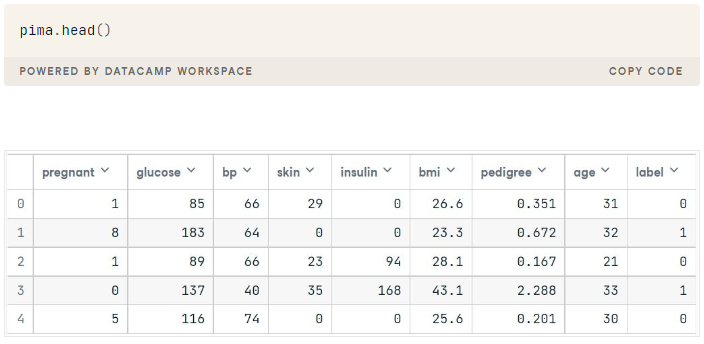 pima.head()
POWERED BY DATACAMP WORKSPACE COPY CODE
pregnant glucose bp skin insulin bmi pedigree age label
0 1 85 66 29 0 26.6 0.351 31 0
1 8 183 64 0 0 23.3 0.672 32 1
2 1 89 66 23 94 28.1 0.167 21 0
3 0 137 40 35 168 43.1 2.288 33 1
4 5 116 74 0 0 25.6 0.201 30 0